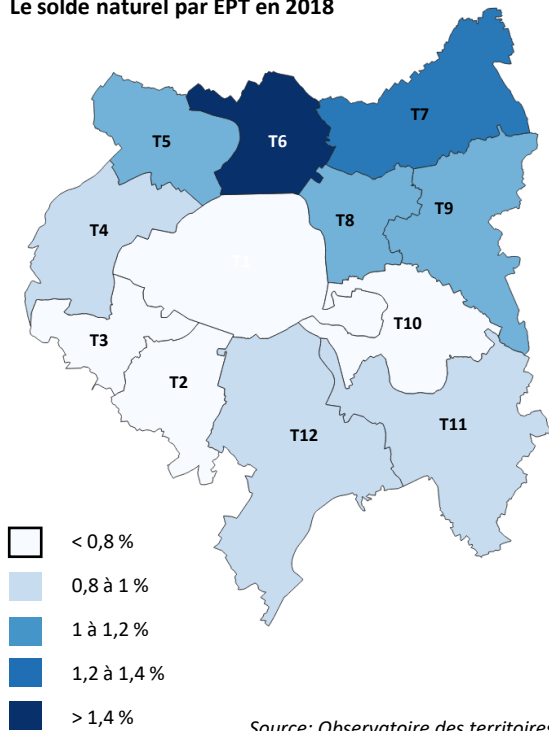 Le solde naturel par EPT en 2018
T7
T5
T6
T8
T9
T4
T1
T10
T3
T2
T11
T12
< 0,8 %
0,8 à 1 %
1 à 1,2 %
1,2 à 1,4 %
> 1,4 %
Source: Observatoire des territoires